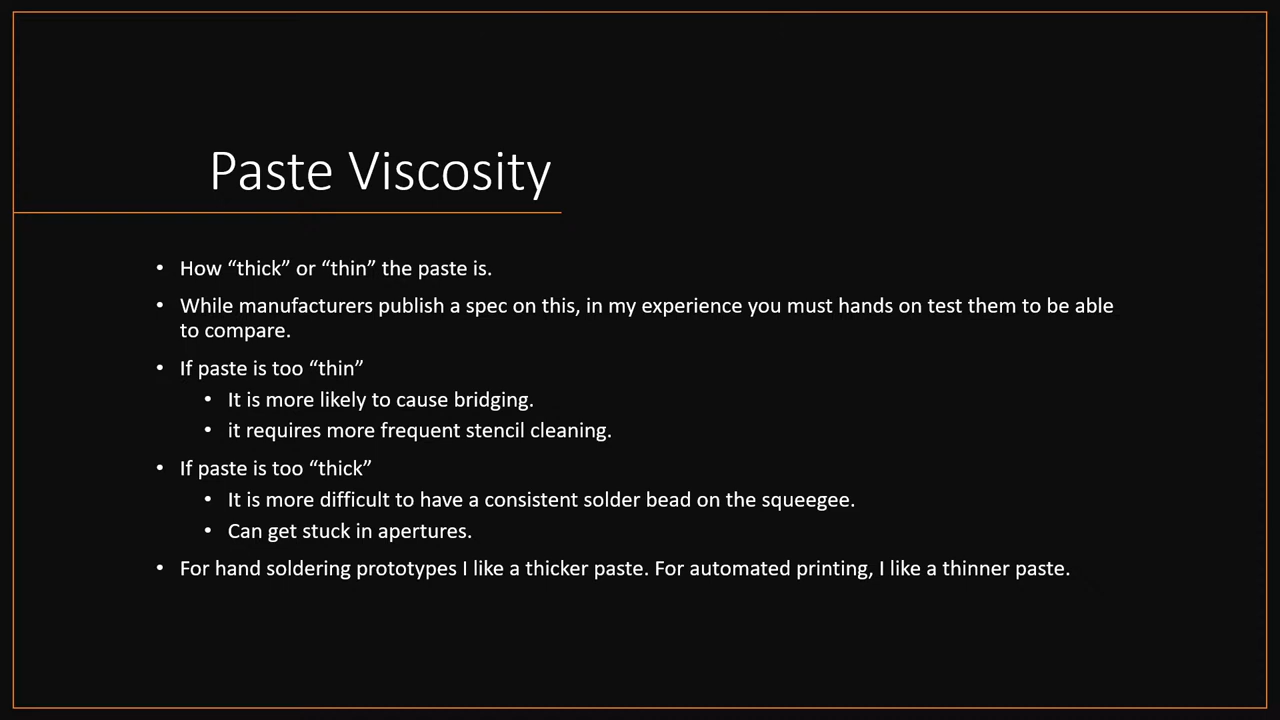 Paste Viscosity
• How “thick” or “thin” the paste is.
• While manufacturers publish a spec on this, in my experience you must hands on test them to be able
to compare.
• If paste is too “thin”
• It is more likely to cause bridging.
• it requires more frequent stencil cleaning.
• If paste is too “thick”
• It is more difficult to have a consistent solder bead on the squeegee.
• Can get stuck in apertures.
• For hand soldering prototypes I like a thicker paste. For automated printing, I like a thinner paste.